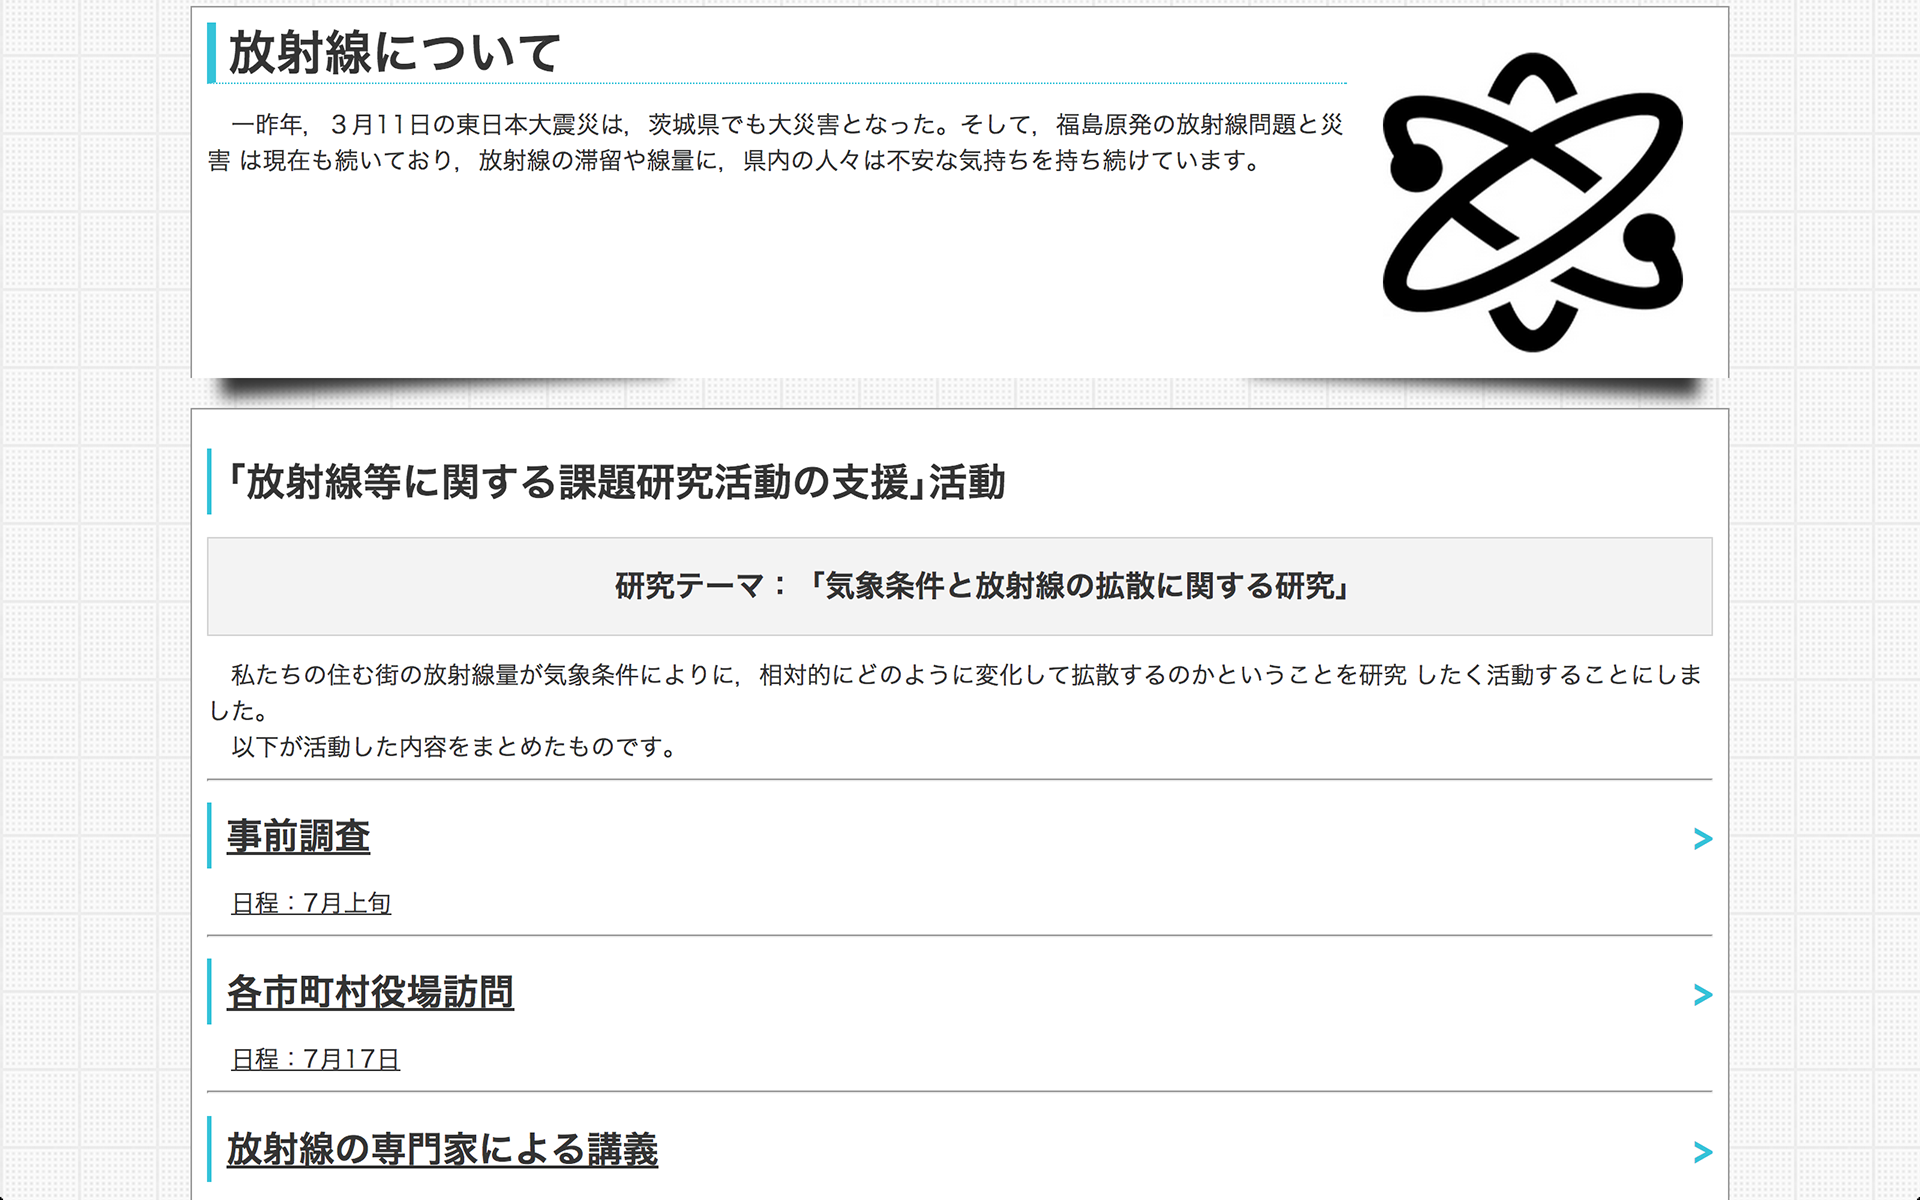 放射線について
一昨年，３月11日の東日本大震災は，茨城県でも大災害となった。そして，福島原発の放射線問題と災
害 は現在も続いており，放射線の滞留や線量に，県内の人々は不安な気持ちを持ち続けています。
｢放射線等に関する課題研究活動の支援｣活動
研究テーマ：「気象条件と放射線の拡散に関する研究」
私たちの住む街の放射線量が気象条件によりに，相対的にどのように変化して拡散するのかということを研究 したく活動することにしま
した。
以下が活動した内容をまとめたものです。
事前調査
>
日程：7月上旬
各市町村役場訪問
>
日程：7月17日
放射線の専門家による講義
>